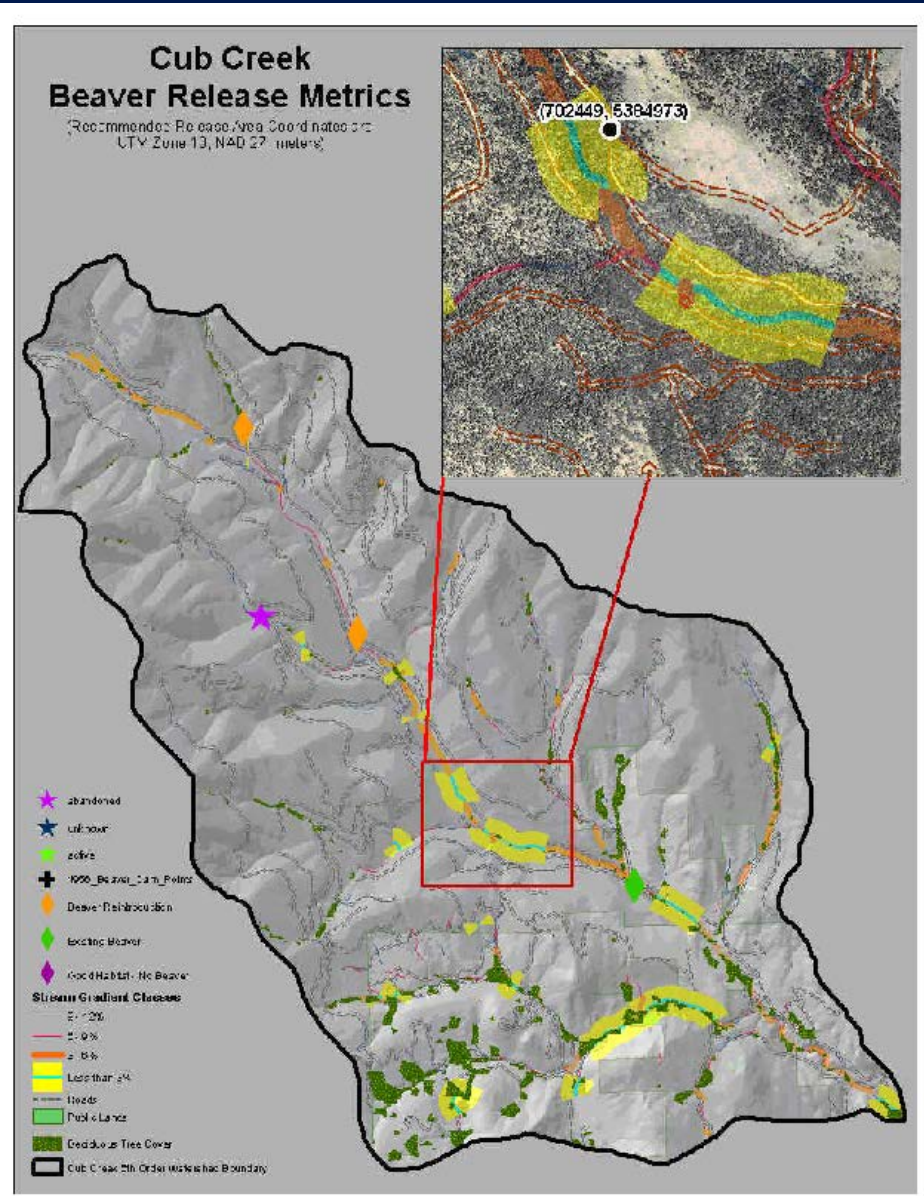 Cub Creek
Beaver Release Metrics
(Recommended Release Area Coordinates are
UTM Zone 10, NAD 27 meters)
(702449, 5384973)
abandoned
unknown
active
1956_Beaver_Dam_Points
Beaver Reintroduction
Existing Beaver
Good Habitat - No Beaver
Stream Gradient Classes
Less than
Roads
Public Lands
Deciduous Tree Cover
Cub Creek 5th Order Watershed Boundary